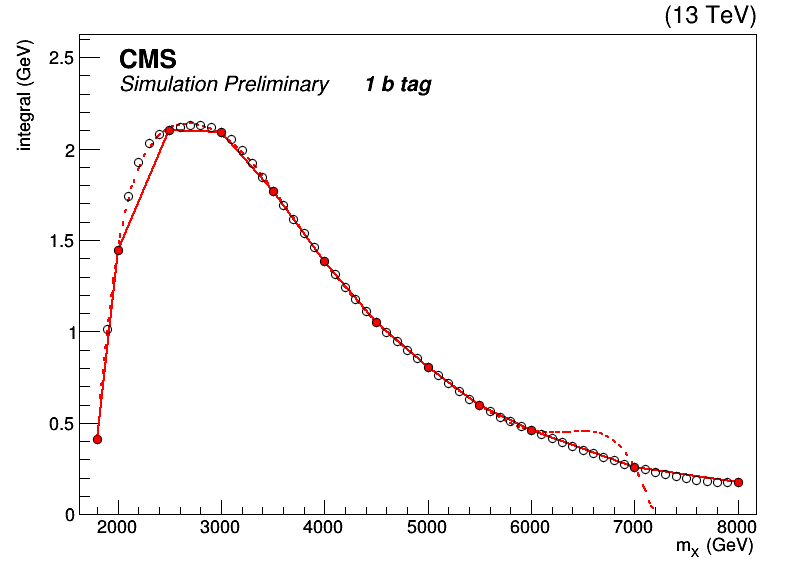 (13 TeV)
CMS
Simulation Preliminary 1 b tag
integral (GeV)
2.5
2
1.5
1
0.5
0
2000 3000 4000 5000 6000 7000 8000
m_X (GeV)